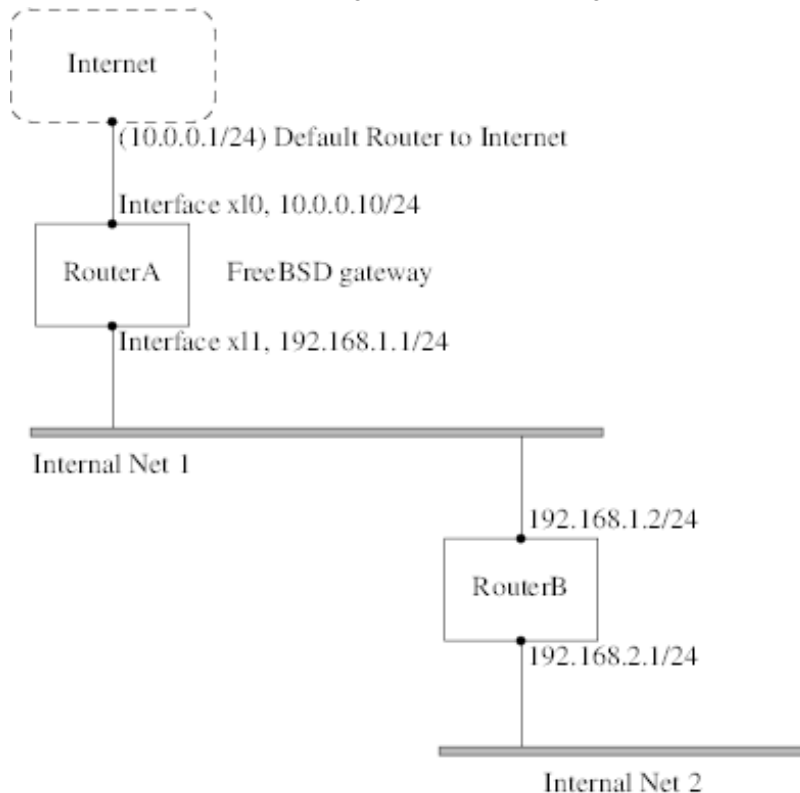 Internet
(10.0.0.1/24) Default Router to Internet
Interface xl0, 10.0.0.10/24
RouterA
FreeBSD gateway
Interface xl1, 192.168.1.1/24
Internal Net 1
192.168.1.2/24
RouterB
192.168.2.1/24
Internal Net 2